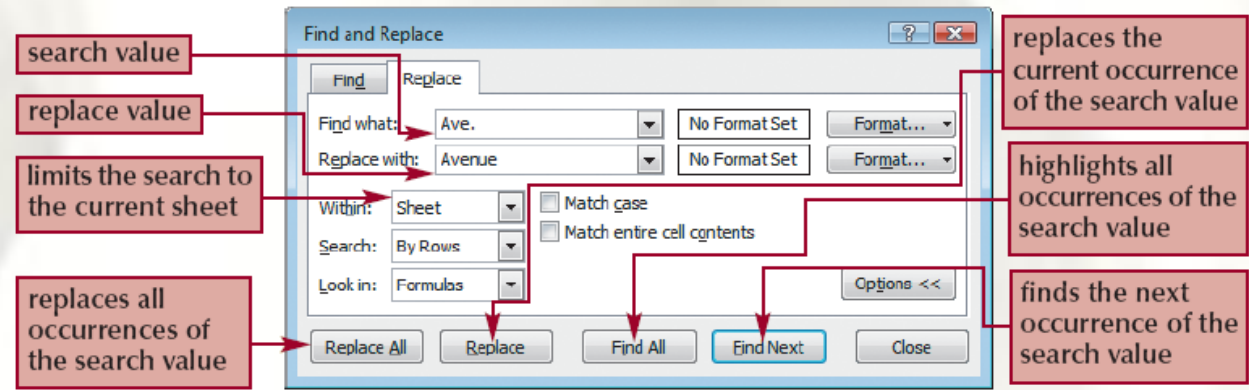 search value
replace value
limits the search to
the current sheet
replaces all
occurrences of
the search value
Find and Replace
Find
Replace
Find what:
Ave.
No Format Set
Format...
Replace with:
Avenue
No Format Set
Format...
Within:
Sheet
Match case
Search:
By Rows
Match entire cell contents
Look in:
Formulas
Options <<
Replace All
Replace
Find All
Find Next
Close
replaces the
current occurrence
of the search value
highlights all
occurrences of the
search value
finds the next
occurrence of the
search value